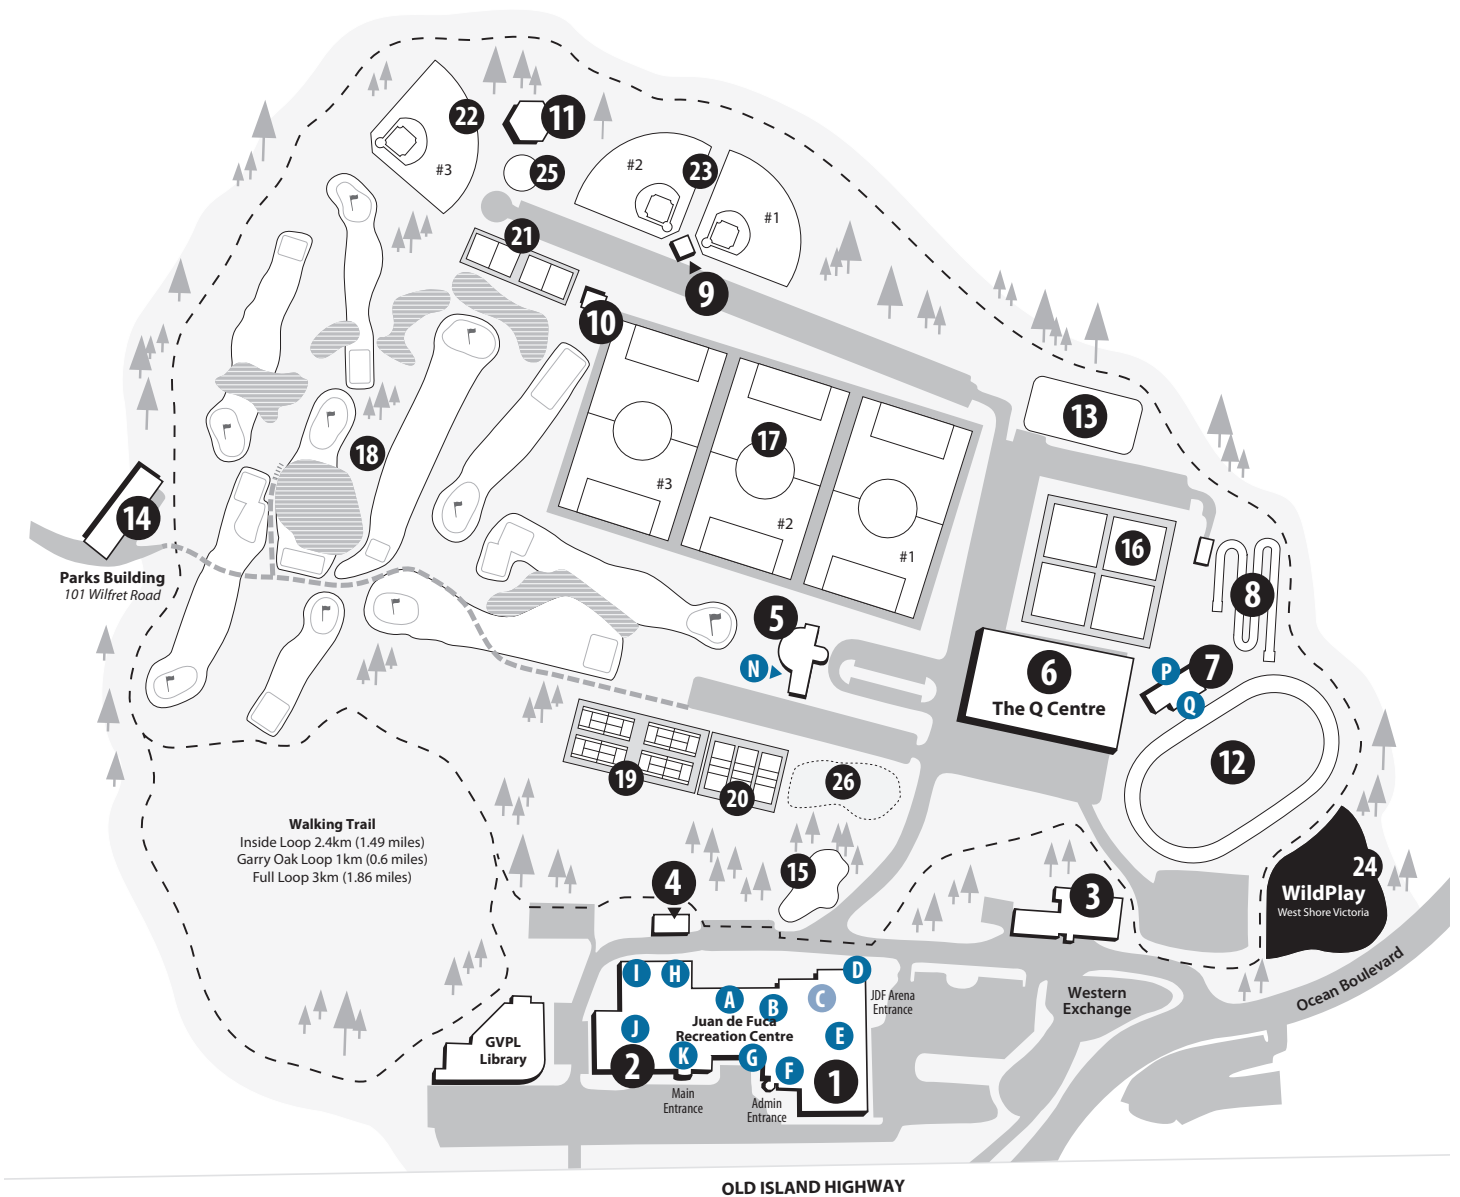 22
11
#3
25
#2
23
#1
21
9
10
13
17
18
#3
#2
#1
16
14
Parks Building
101 Wilfret Road
8
5
N
6
The Q Centre
P
7
Q
12
19
20
26
Walking Trail
Inside Loop 2.4km (1.49 miles)
Garry Oak Loop 1km (0.6 miles)
Full Loop 3km (1.86 miles)
15
4
3
24
WildPlay
West Shore Victoria
I
H
A
B
C
D
JDF Arena
Entrance
Western
Exchange
Ocean Boulevard
J
Juan de Fuca
Recreation Centre
E
GVPL
Library
2
K
G
F
1
Main
Entrance
Admin
Entrance
OLD ISLAND HIGHWAY